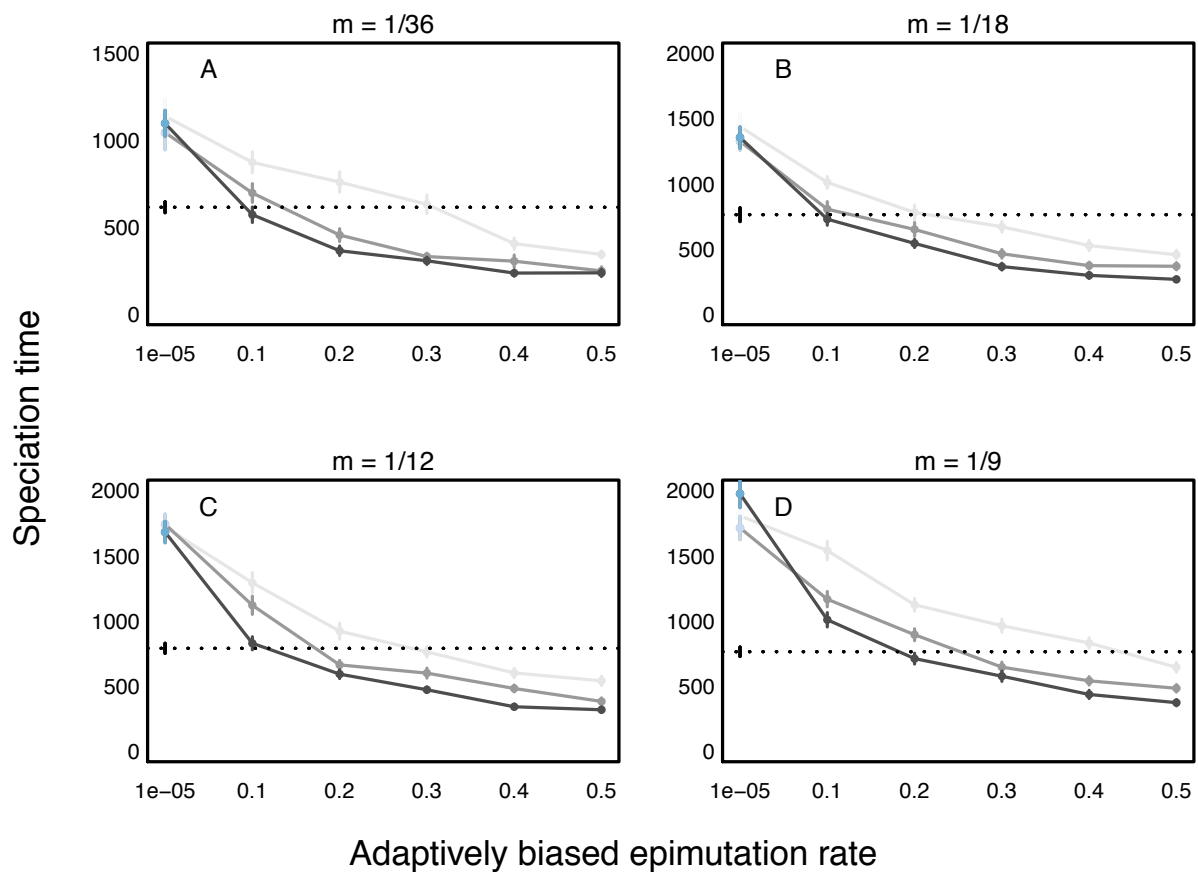 m = 1/36
m = 1/18
1500
1000
500
0
A
1e−05 0.1 0.2 0.3 0.4 0.5
2000
1500
1000
500
0
B
1e−05 0.1 0.2 0.3 0.4 0.5
Speciation time
m = 1/12
m = 1/9
2000
1500
1000
500
0
C
1e−05 0.1 0.2 0.3 0.4 0.5
2000
1500
1000
500
0
D
1e−05 0.1 0.2 0.3 0.4 0.5
Adaptively biased epimutation rate